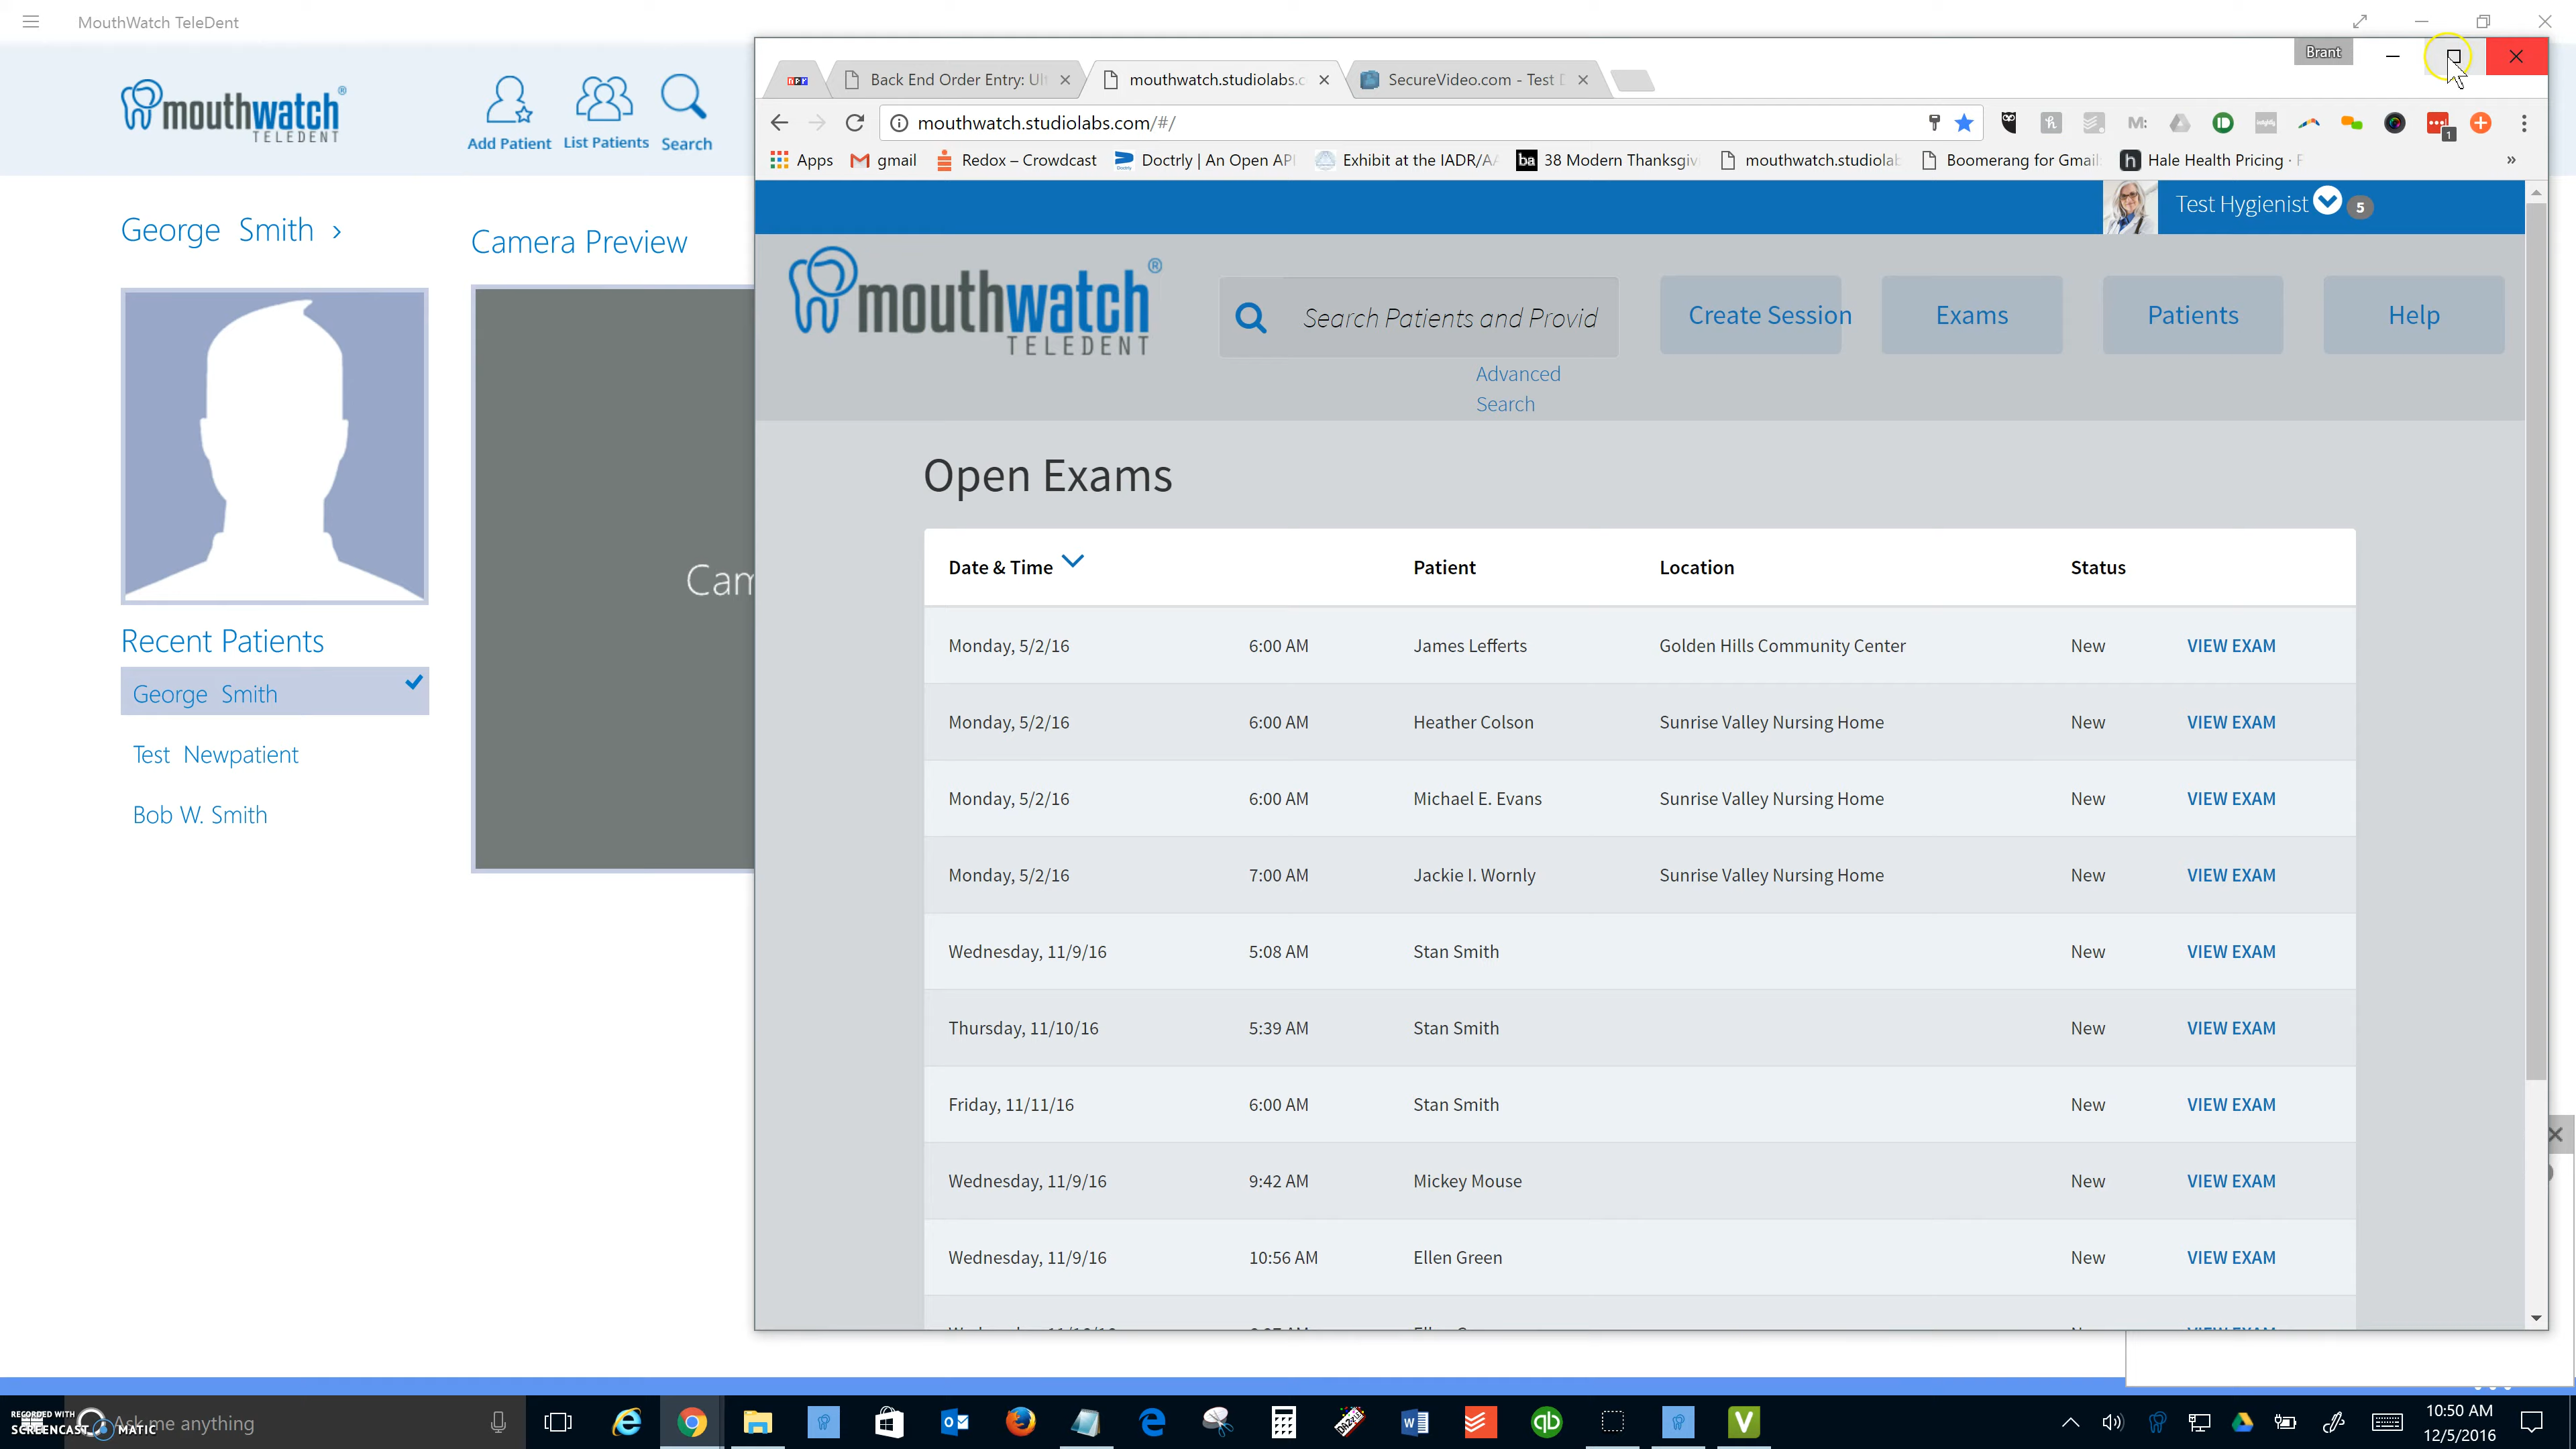 MouthWatch TeleDent
mouthwatch®
TELEDENT
Add Patient
List Patients
Search
George Smith ›
Camera Preview
Cam
Recent Patients
George Smith
Test Newpatient
Bob W. Smith
Brant
Back End Order Entry: Ult
mouthwatch.studiolabs.c
SecureVideo.com - Test D
mouthwatch.studiolabs.com/#/
M:
1
Apps
gmail
Redox – Crowdcast
Doctrly | An Open API
Exhibit at the IADR/AA
ba
38 Modern Thanksgiv
mouthwatch.studiolab
Boomerang for Gmail
h
Hale Health Pricing · F
»
Test Hygienist
5
mouthwatch®
TELEDENT
Search Patients and Provid
Advanced
Search
Create Session
Exams
Patients
Help
Open Exams
Date & Time Patient Location Status
Monday, 5/2/16 6:00 AM James Lefferts Golden Hills Community Center New VIEW EXAM
Monday, 5/2/16 6:00 AM Heather Colson Sunrise Valley Nursing Home New VIEW EXAM
Monday, 5/2/16 6:00 AM Michael E. Evans Sunrise Valley Nursing Home New VIEW EXAM
Monday, 5/2/16 7:00 AM Jackie I. Wornly Sunrise Valley Nursing Home New VIEW EXAM
Wednesday, 11/9/16 5:08 AM Stan Smith New VIEW EXAM
Thursday, 11/10/16 5:39 AM Stan Smith New VIEW EXAM
Friday, 11/11/16 6:00 AM Stan Smith New VIEW EXAM
Wednesday, 11/9/16 9:42 AM Mickey Mouse New VIEW EXAM
Wednesday, 11/9/16 10:56 AM Ellen Green New VIEW EXAM
RECORDED WITH
SCREENCAST MATIC
Ask me anything
10:50 AM
12/5/2016